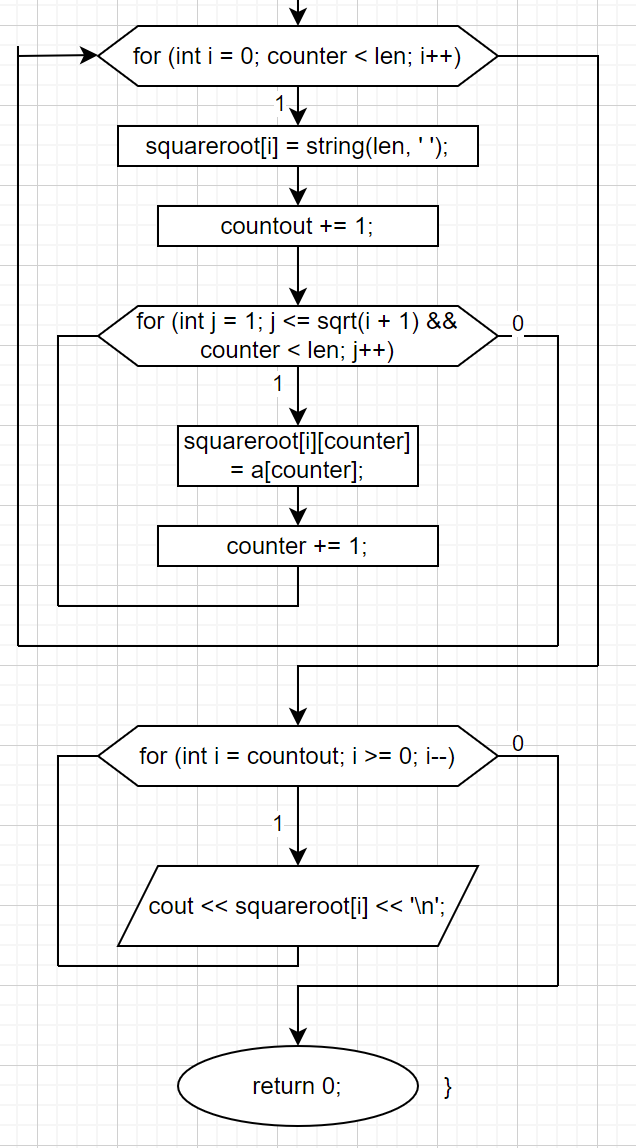 for (int i = 0; counter < len; i++)
1
squareroot[i] = string(len, ' ');
countout += 1;
for (int j = 1; j <= sqrt(i + 1) &&
counter < len; j++)
0
1
squareroot[i][counter]
= a[counter];
counter += 1;
for (int i = countout; i >= 0; i--)
0
1
cout << squareroot[i] << '\n';
return 0;
}